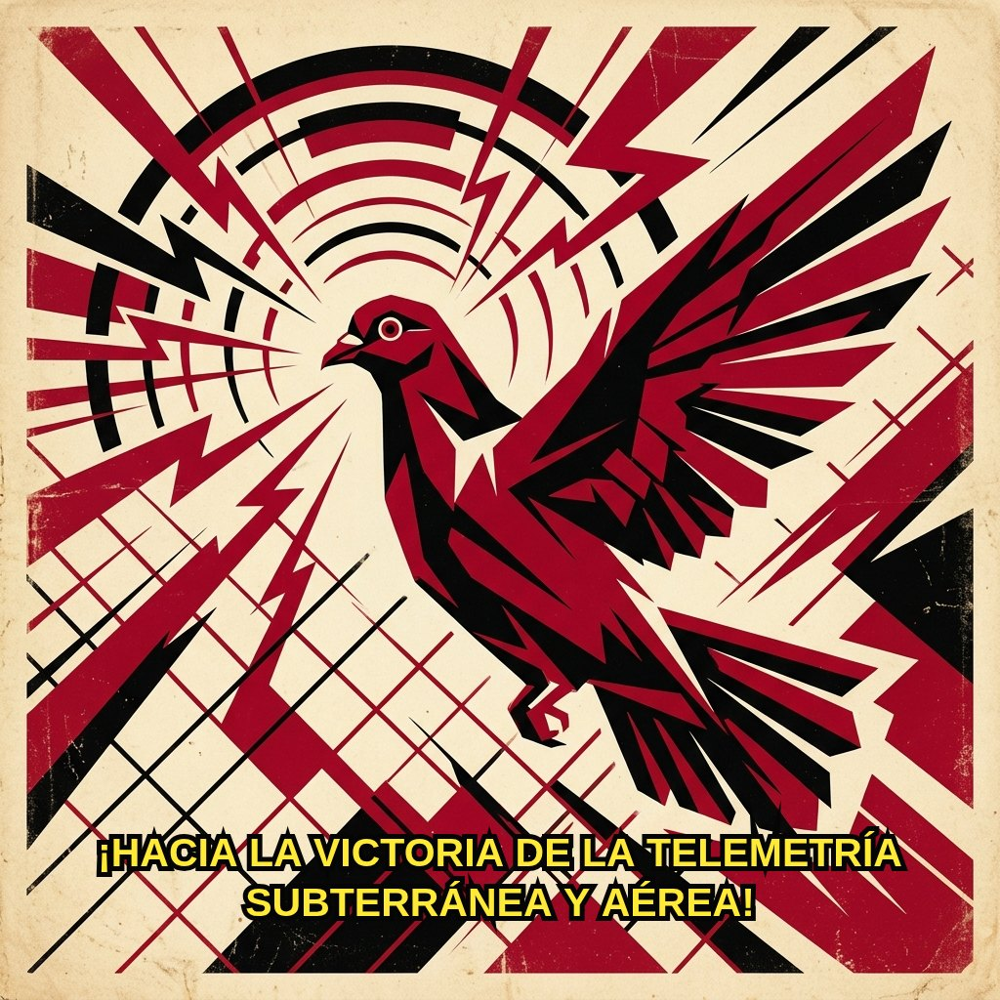 ¡HACIA LA VICTORIA DE LA TELEMETRÍA
SUBTERRÁNEA Y AÉREA!